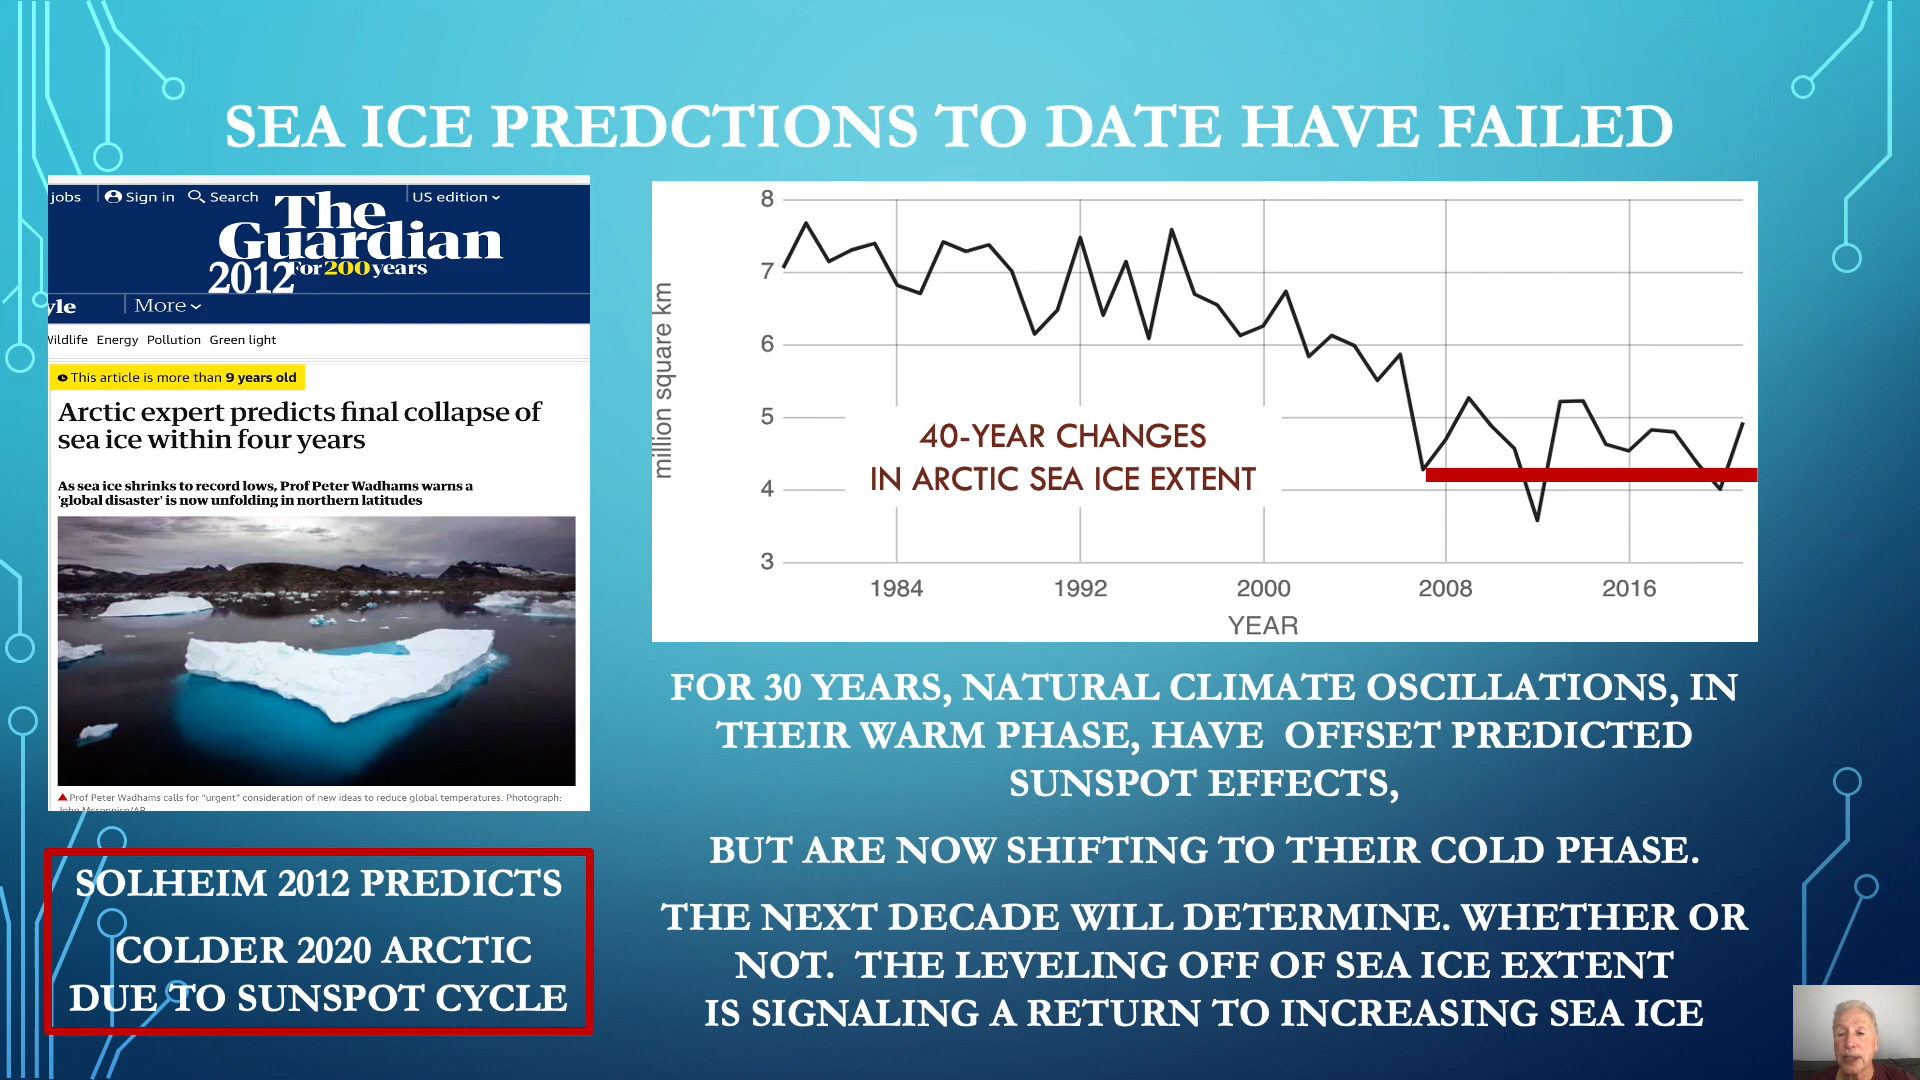 SEA ICE PREDCTIONS TO DATE HAVE FAILED
jobs
Sign in
Search
US edition
The
Guardian
For 200 years
2012
yle
More
Wildlife Energy Pollution Green light
This article is more than 9 years old
Arctic expert predicts final collapse of
sea ice within four years
As sea ice shrinks to record lows, Prof Peter Wadhams warns a
'global disaster' is now unfolding in northern latitudes
Prof Peter Wadhams calls for "urgent" consideration of new ideas to reduce global temperatures. Photograph:
SOLHEIM 2012 PREDICTS
COLDER 2020 ARCTIC
DUE TO SUNSPOT CYCLE
million square km
8
7
6
5
4
3
40-YEAR CHANGES
IN ARCTIC SEA ICE EXTENT
1984 1992 2000 2008 2016
YEAR
FOR 30 YEARS, NATURAL CLIMATE OSCILLATIONS, IN
THEIR WARM PHASE, HAVE OFFSET PREDICTED
SUNSPOT EFFECTS,
BUT ARE NOW SHIFTING TO THEIR COLD PHASE.
THE NEXT DECADE WILL DETERMINE. WHETHER OR
NOT. THE LEVELING OFF OF SEA ICE EXTENT
IS SIGNALING A RETURN TO INCREASING SEA ICE